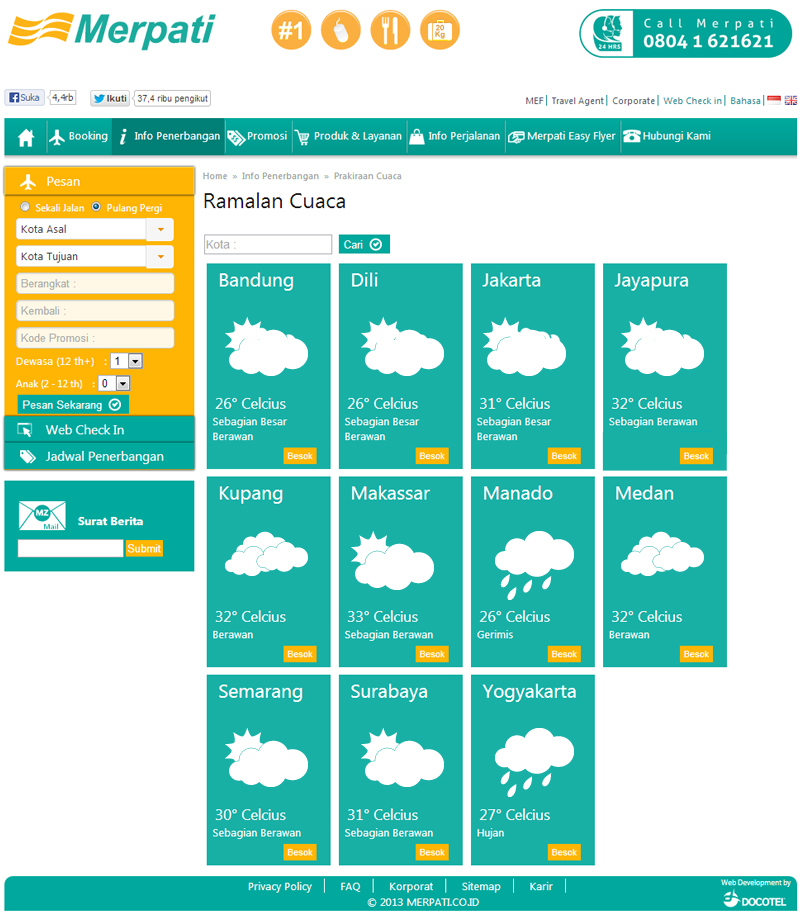 Merpati
#1
20 Kg
24 HRS
Call Merpati
0804 1 621621
Suka 4,4rb
Ikuti 37,4 ribu pengikut
MEF | Travel Agent | Corporate | Web Check in | Bahasa |
Booking
Info Penerbangan
Promosi
Produk & Layanan
Info Perjalanan
Merpati Easy Flyer
Hubungi Kami
Pesan
Sekali Jalan Pulang Pergi
Kota Asal
Kota Tujuan
Berangkat :
Kembali :
Kode Promosi :
Dewasa (12 th+) : 1
Anak (2 - 12 th) : 0
Pesan Sekarang
Web Check In
Jadwal Penerbangan
MZ
Mail
Surat Berita
Submit
Home » Info Penerbangan » Prakiraan Cuaca
Ramalan Cuaca
Kota :
Cari
Bandung
26° Celcius
Sebagian Besar
Berawan
Besok
Dili
26° Celcius
Sebagian Besar
Berawan
Besok
Jakarta
31° Celcius
Sebagian Besar
Berawan
Besok
Jayapura
32° Celcius
Sebagian Berawan
Besok
Kupang
32° Celcius
Berawan
Besok
Makassar
33° Celcius
Sebagian Berawan
Besok
Manado
26° Celcius
Gerimis
Besok
Medan
32° Celcius
Berawan
Besok
Semarang
30° Celcius
Sebagian Berawan
Besok
Surabaya
31° Celcius
Sebagian Berawan
Besok
Yogyakarta
27° Celcius
Hujan
Besok
Privacy Policy | FAQ | Korporat | Sitemap | Karir |
© 2013 MERPATI.CO.ID
Web Development by
DOCOTEL